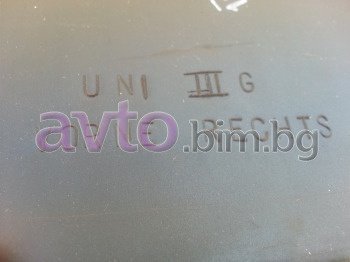 UNI III G
RECHTS
avto.bim.bg